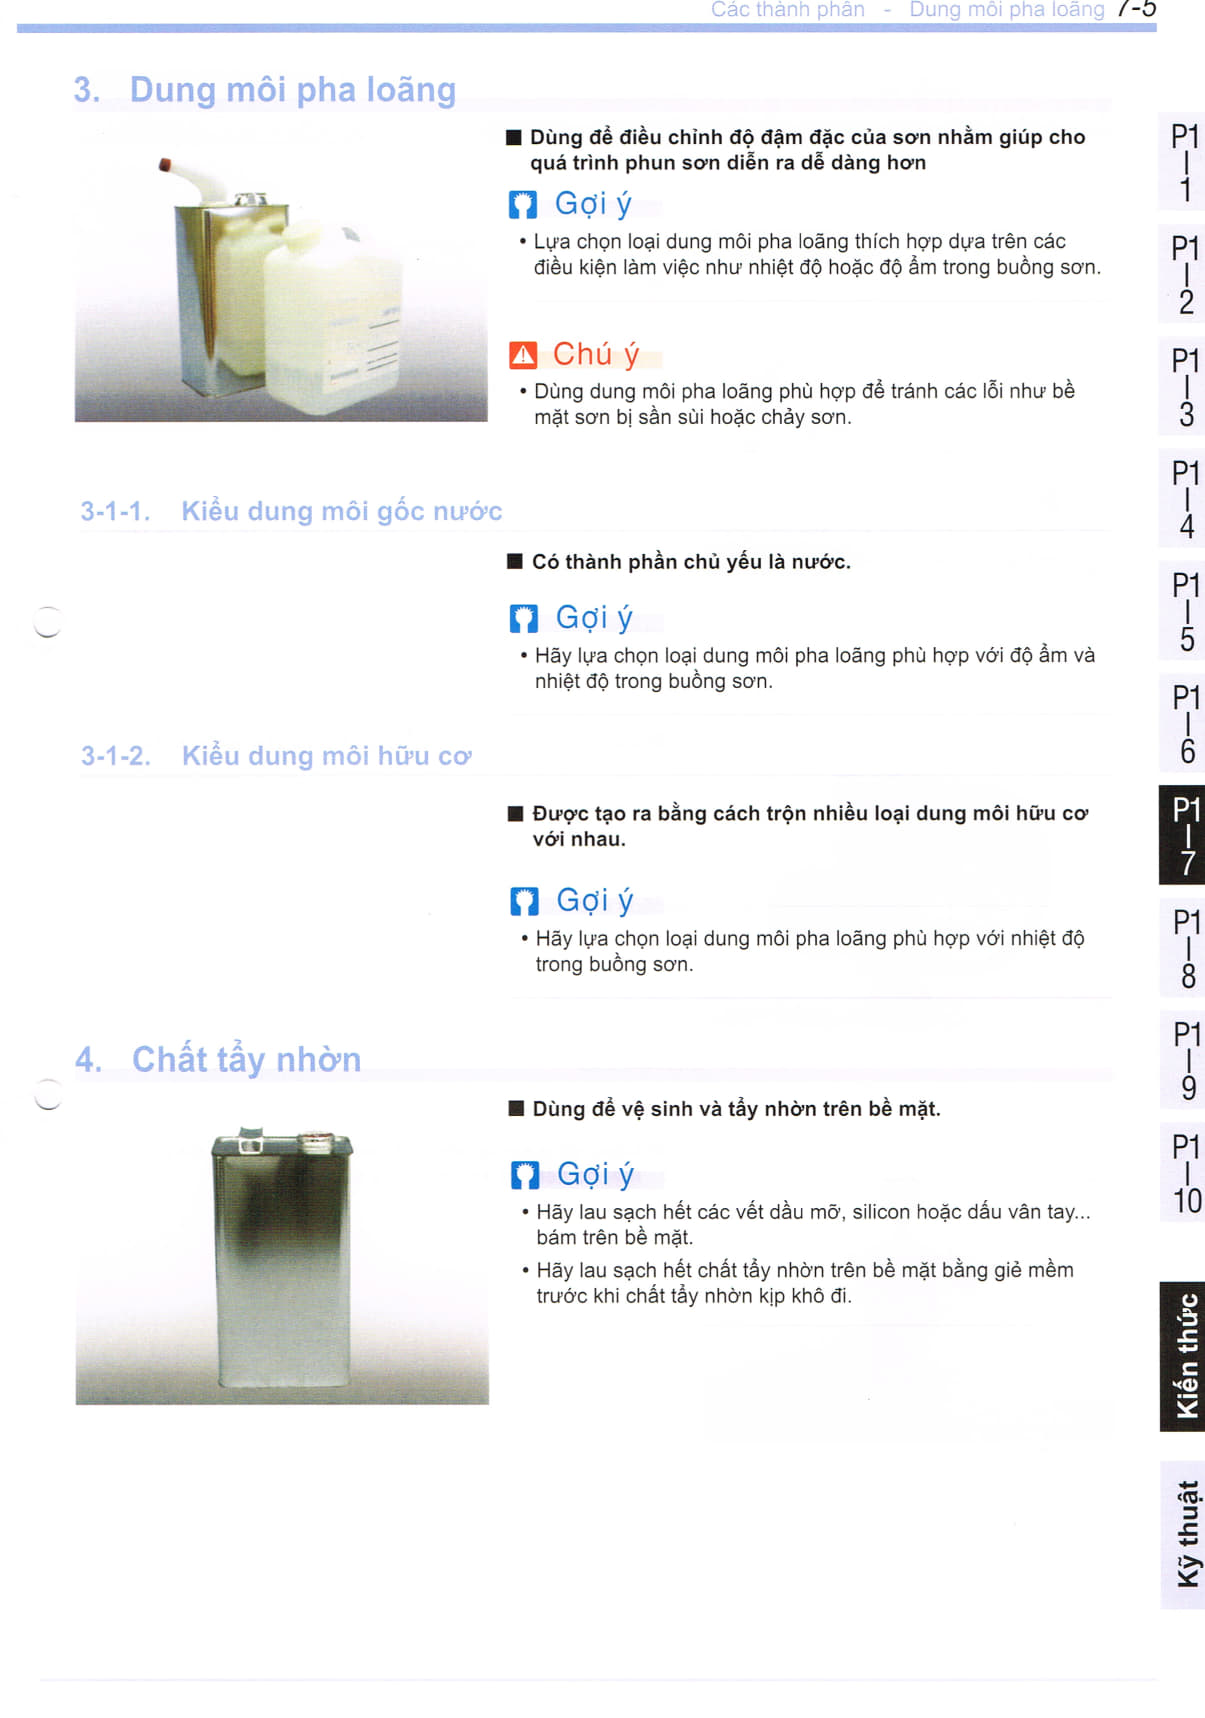 Các thành phần - Dung môi pha loãng 7-5
3. Dung môi pha loãng
■ Dùng để điều chỉnh độ đậm đặc của sơn nhằm giúp cho
quá trình phun sơn diễn ra dễ dàng hơn
Gợi ý
• Lựa chọn loại dung môi pha loãng thích hợp dựa trên các
điều kiện làm việc như nhiệt độ hoặc độ ẩm trong buồng sơn.
Chú ý
• Dùng dung môi pha loãng phù hợp để tránh các lỗi như bề
mặt sơn bị sần sùi hoặc chảy sơn.
3-1-1. Kiểu dung môi gốc nước
■ Có thành phần chủ yếu là nước.
Gợi ý
• Hãy lựa chọn loại dung môi pha loãng phù hợp với độ ẩm và
nhiệt độ trong buồng sơn.
3-1-2. Kiểu dung môi hữu cơ
■ Được tạo ra bằng cách trộn nhiều loại dung môi hữu cơ
với nhau.
Gợi ý
• Hãy lựa chọn loại dung môi pha loãng phù hợp với nhiệt độ
trong buồng sơn.
4. Chất tẩy nhờn
■ Dùng để vệ sinh và tẩy nhờn trên bề mặt.
Gợi ý
• Hãy lau sạch hết các vết dầu mỡ, silicon hoặc dấu vân tay...
bám trên bề mặt.
• Hãy lau sạch hết chất tẩy nhờn trên bề mặt bằng giẻ mềm
trước khi chất tẩy nhờn kịp khô đi.
P1
1
P1
2
P1
3
P1
4
P1
5
P1
6
P1
7
P1
8
P1
9
P1
10
Kiến thức
Kỹ thuật